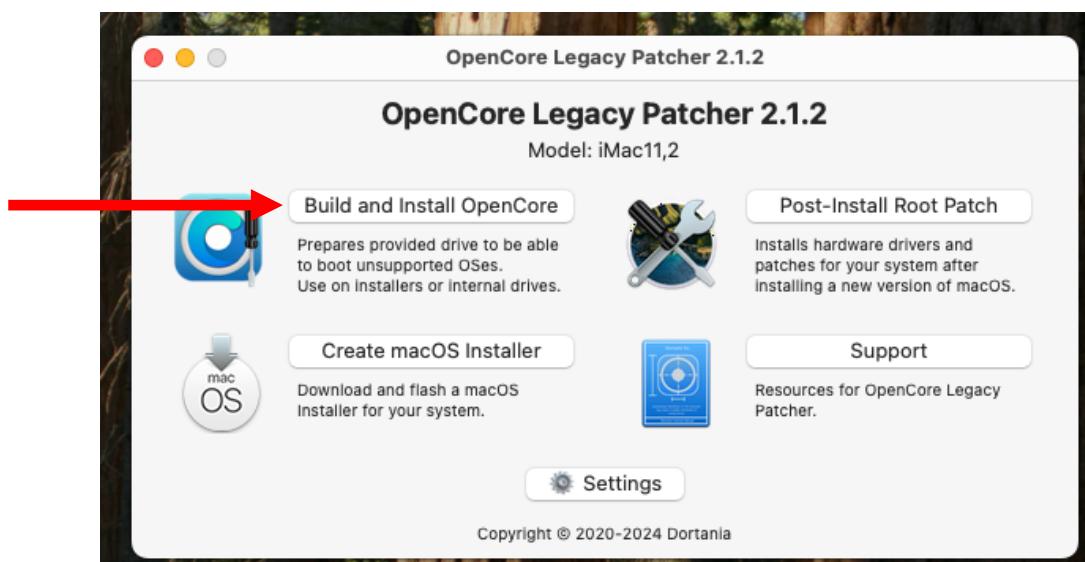 OpenCore Legacy Patcher 2.1.2
OpenCore Legacy Patcher 2.1.2
Model: iMac11,2
Build and Install OpenCore
Prepares provided drive to be able
to boot unsupported OSes.
Use on installers or internal drives.
Post-Install Root Patch
Installs hardware drivers and
patches for your system after
installing a new version of macOS.
mac
OS
Create macOS Installer
Download and flash a macOS
Installer for your system.
Support
Resources for OpenCore Legacy
Patcher.
Settings
Copyright © 2020-2024 Dortania